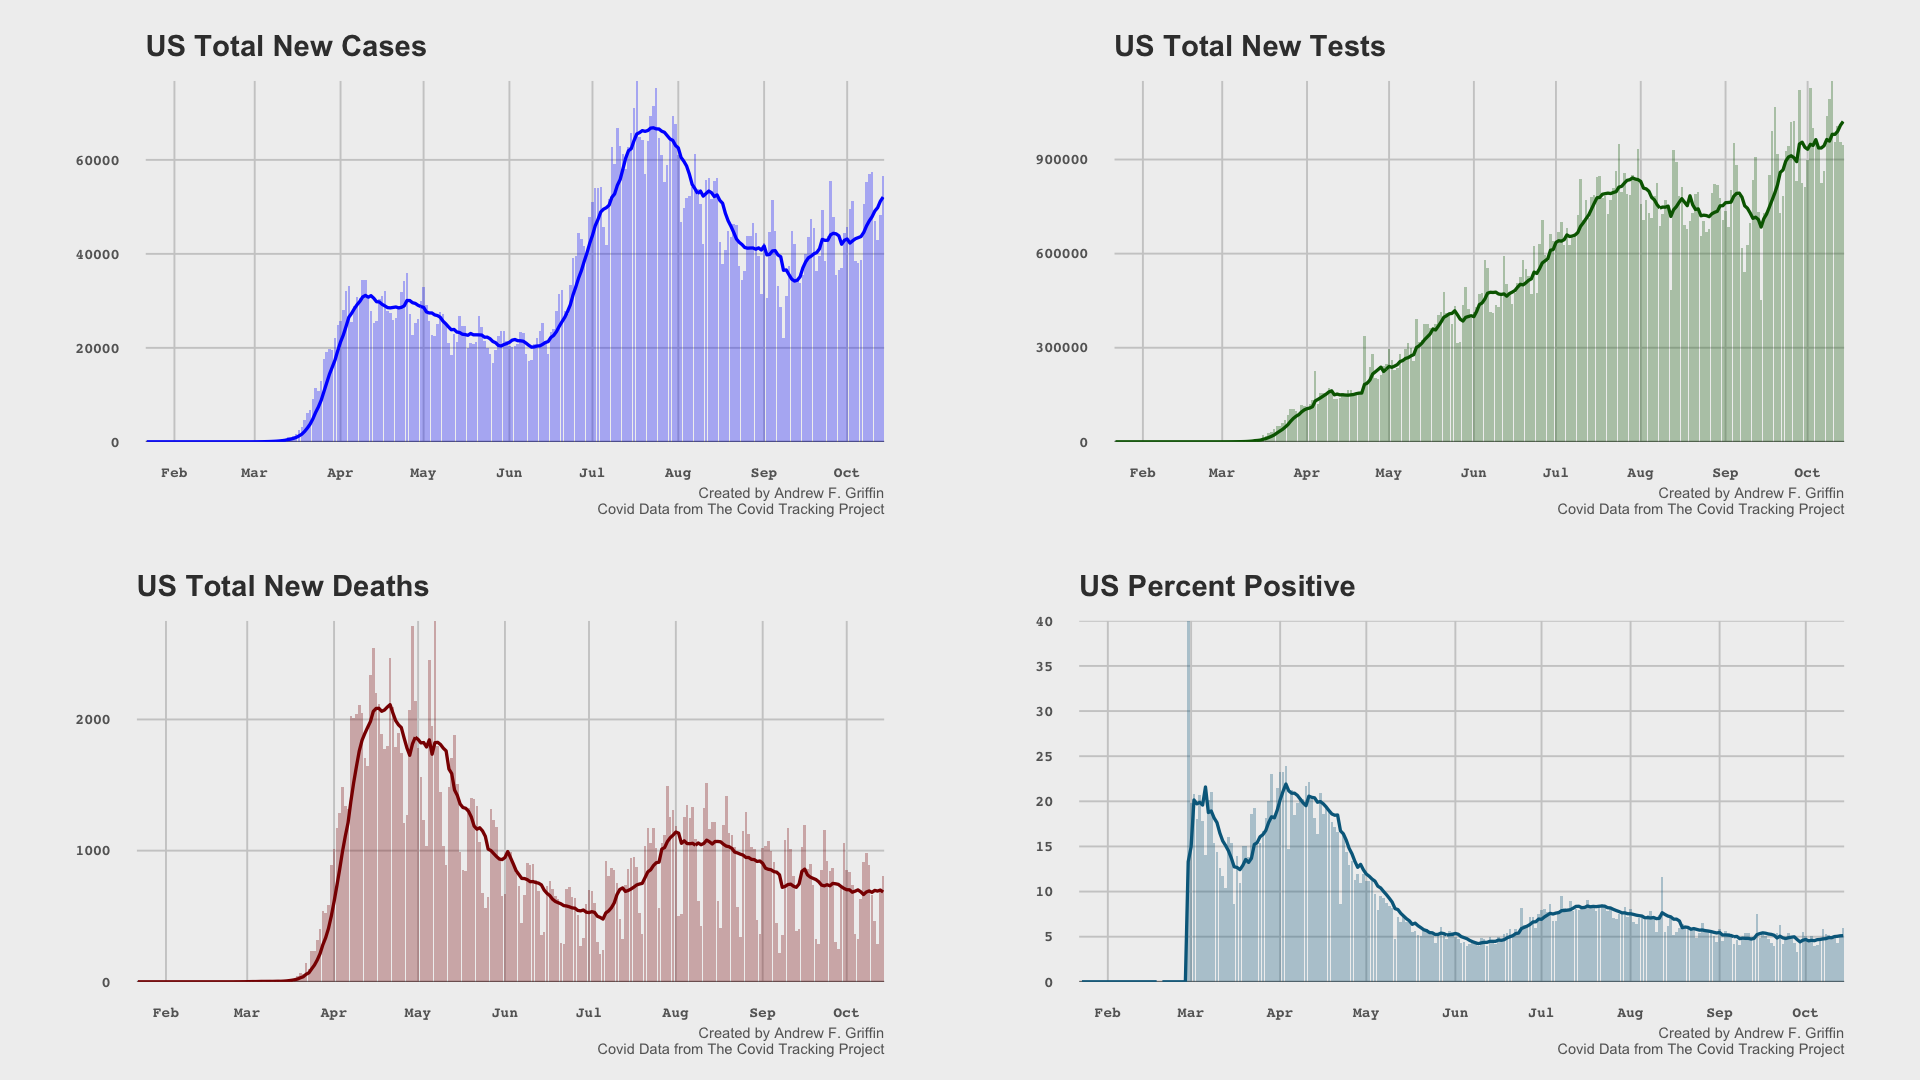 US Total New Cases
60000
40000
20000
0
Feb Mar Apr May Jun Jul Aug Sep Oct
Created by Andrew F. Griffin
Covid Data from The Covid Tracking Project
US Total New Tests
900000
600000
300000
0
Feb Mar Apr May Jun Jul Aug Sep Oct
Created by Andrew F. Griffin
Covid Data from The Covid Tracking Project
US Total New Deaths
2000
1000
0
Feb Mar Apr May Jun Jul Aug Sep Oct
Created by Andrew F. Griffin
Covid Data from The Covid Tracking Project
US Percent Positive
40
35
30
25
20
15
10
5
0
Feb Mar Apr May Jun Jul Aug Sep Oct
Created by Andrew F. Griffin
Covid Data from The Covid Tracking Project